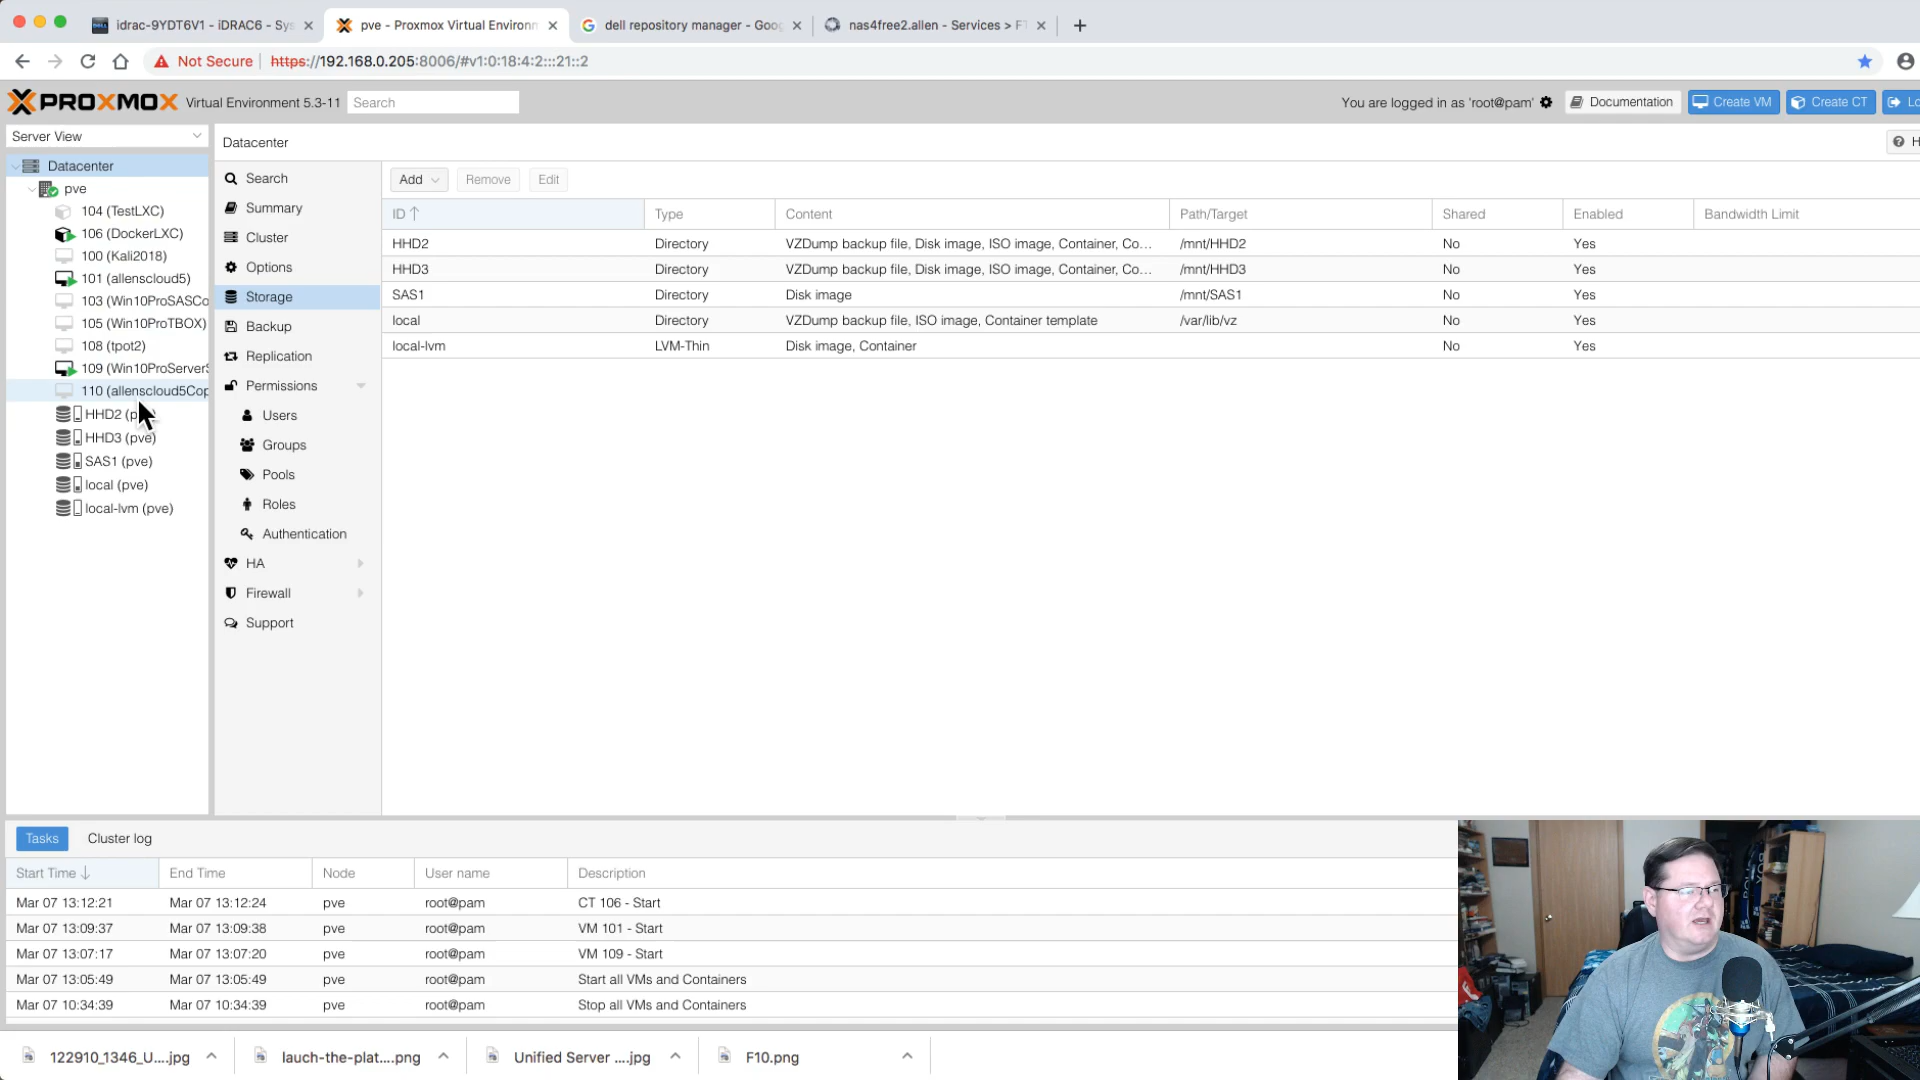 idrac-9YDT6V1 - iDRAC6 - Sys
pve - Proxmox Virtual Environm
dell repository manager - Goog
nas4free2.allen - Services > FT
Not Secure
https://192.168.0.205:8006/#v1:0:18:4:2:::21::2
PROXMOX Virtual Environment 5.3-11
Search
You are logged in as 'root@pam'
Documentation
Create VM
Create CT
Lo
Server View
Datacenter
H
Datacenter
pve
104 (TestLXC)
106 (DockerLXC)
100 (Kali2018)
101 (allenscloud5)
103 (Win10ProSASCo
105 (Win10ProTBOX)
108 (tpot2)
109 (Win10ProServerS
110 (allenscloud5Cop
HHD2 (p
HHD3 (pve)
SAS1 (pve)
local (pve)
local-lvm (pve)
Search
Summary
Cluster
Options
Storage
Backup
Replication
Permissions
Users
Groups
Pools
Roles
Authentication
HA
Firewall
Support
Add
Remove
Edit
ID Type Content Path/Target Shared Enabled Bandwidth Limit
HHD2 Directory VZDump backup file, Disk image, ISO image, Container, Co... /mnt/HHD2 No Yes
HHD3 Directory VZDump backup file, Disk image, ISO image, Container, Co... /mnt/HHD3 No Yes
SAS1 Directory Disk image /mnt/SAS1 No Yes
local Directory VZDump backup file, ISO image, Container template /var/lib/vz No Yes
local-lvm LVM-Thin Disk image, Container No Yes
Tasks
Cluster log
Start Time End Time Node User name Description
Mar 07 13:12:21 Mar 07 13:12:24 pve root@pam CT 106 - Start
Mar 07 13:09:37 Mar 07 13:09:38 pve root@pam VM 101 - Start
Mar 07 13:07:17 Mar 07 13:07:20 pve root@pam VM 109 - Start
Mar 07 13:05:49 Mar 07 13:05:49 pve root@pam Start all VMs and Containers
Mar 07 10:34:39 Mar 07 10:34:39 pve root@pam Stop all VMs and Containers
122910_1346_U....jpg
lauch-the-plat....png
Unified Server ....jpg
F10.png